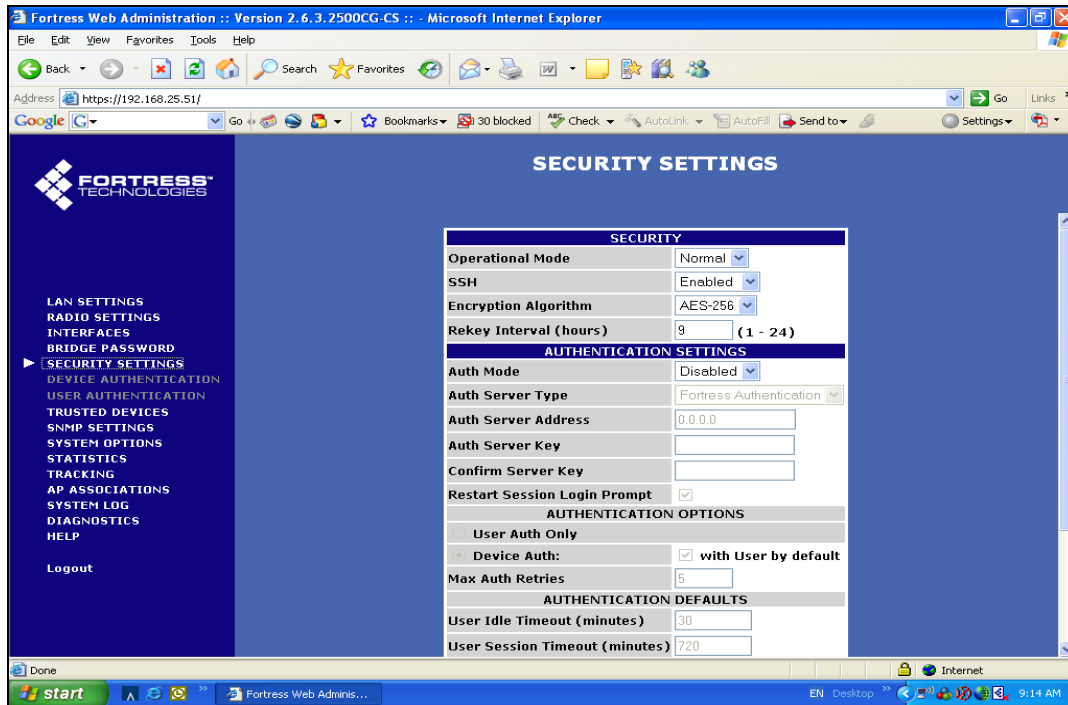 Fortress Web Administration :: Version 2.6.3.2500CG-CS :: - Microsoft Internet Explorer
File Edit View Favorites Tools Help
Back Search Favorites
Address https://192.168.25.51/ Go Links
Google G Go Bookmarks 30 blocked ABC Check AutoLink AutoFill Send to Settings
FORTRESS
TECHNOLOGIES
LAN SETTINGS
RADIO SETTINGS
INTERFACES
BRIDGE PASSWORD
SECURITY SETTINGS
DEVICE AUTHENTICATION
USER AUTHENTICATION
TRUSTED DEVICES
SNMP SETTINGS
SYSTEM OPTIONS
STATISTICS
TRACKING
AP ASSOCIATIONS
SYSTEM LOG
DIAGNOSTICS
HELP
Logout
SECURITY SETTINGS
SECURITY
Operational Mode Normal
SSH Enabled
Encryption Algorithm AES-256
Rekey Interval (hours) 9 (1 - 24)
AUTHENTICATION SETTINGS
Auth Mode Disabled
Auth Server Type Fortress Authentication
Auth Server Address 0.0.0.0
Auth Server Key
Confirm Server Key
Restart Session Login Prompt
AUTHENTICATION OPTIONS
User Auth Only
Device Auth: with User by default
Max Auth Retries 5
AUTHENTICATION DEFAULTS
User Idle Timeout (minutes) 30
User Session Timeout (minutes) 720
Done Internet
start Fortress Web Adminis... EN Desktop 9:14 AM